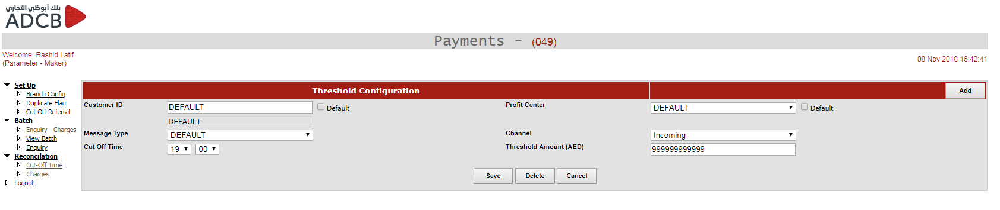 بنك أبوظبي التجاري
ADCB
Payments - (049)
Welcome, Rashid Latif
(Parameter - Maker)
08 Nov 2018 16:42:41
Set Up
Branch Config
Duplicate Flag
Cut Off Referral
Batch
Enquiry - Charges
View Batch
Enquiry
Reconcilation
Cut-Off Time
Charges
Logout
Threshold Configuration
Add
Customer ID
DEFAULT
Default
Profit Center
DEFAULT
Default
DEFAULT
Message Type
DEFAULT
Channel
Incoming
Cut Off Time
19
00
Threshold Amount (AED)
999999999999
Save
Delete
Cancel